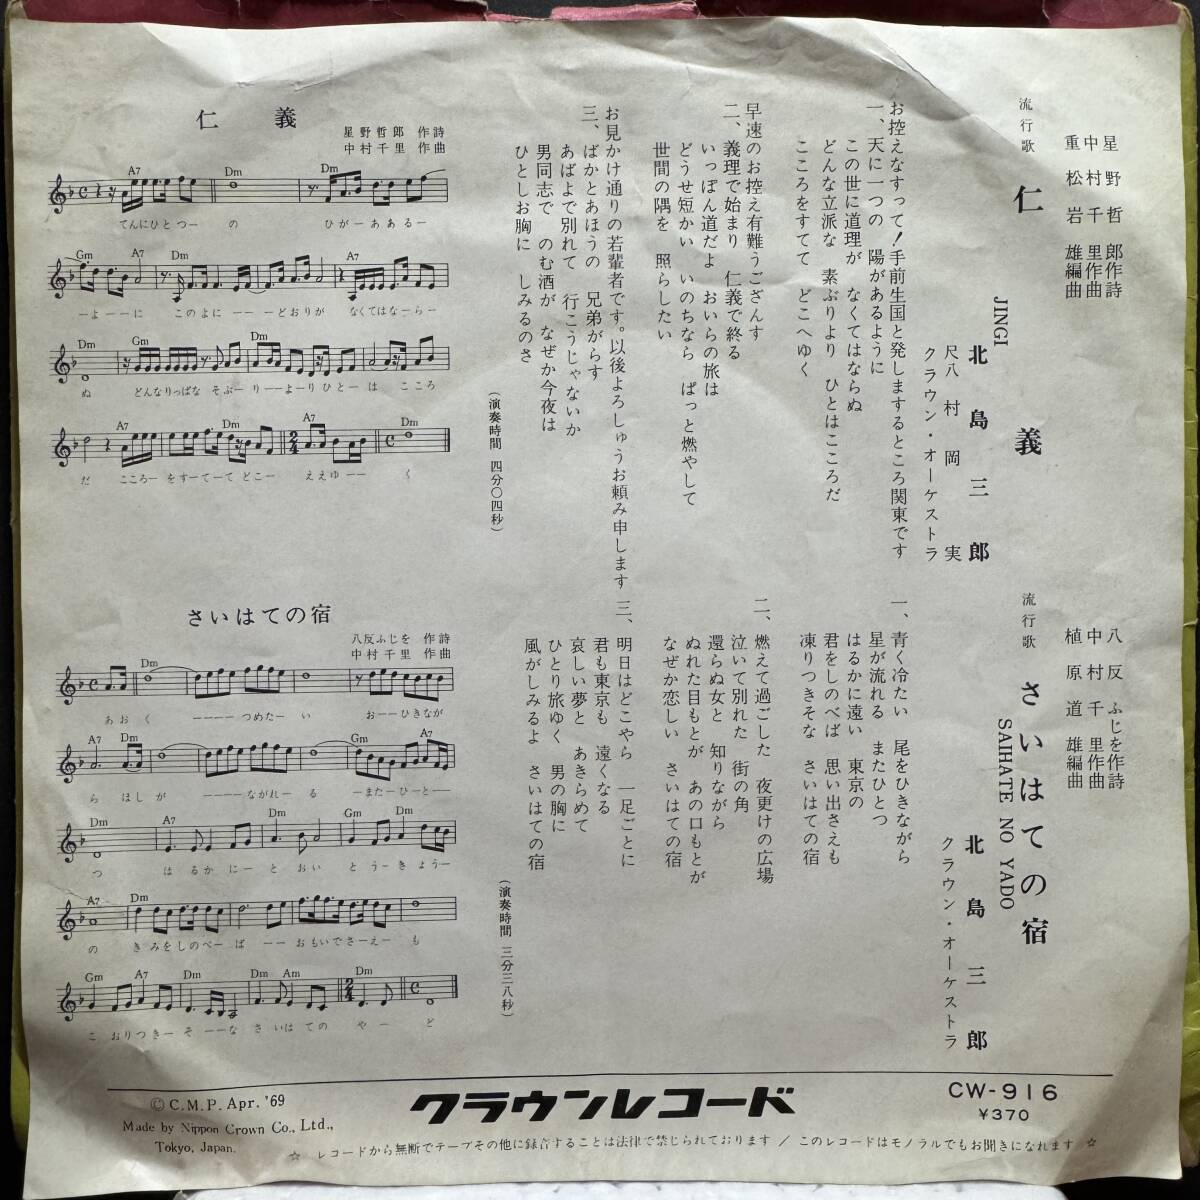 流行歌
仁義
JINGI
星野哲郎作詩
中村千里作曲
重松岩雄編曲
北島三郎
尺八 村岡実
クラウン・オーケストラ
お控えなすって!手前生国と発しまするところ関東です
一、天に一つの 陽があるように
この世に道理が なくてはならぬ
どんな立派な 素ぶりより ひとはこころだ
こころをすてて どこへゆく
早速のお控え有難うござんす
二、義理で始まり 仁義で終る
いっぽん道だよ おいらの旅は
どうせ短かい いのちなら ぱっと燃やして
世間の隅を 照らしたい
お見かけ通りの若輩者です。以後よろしゅうお頼み申します
三、ばかとあほうの 兄弟がらす
あばよで別れて 行こうじゃないか
男同志で のむ酒が なぜか今夜は
ひとしお胸に しみるのさ
(演奏時間 四分〇四秒)
流行歌
さいはての宿
SAIHATE NO YADO
八反ふじを作詩
中村千里作曲
植原道雄編曲
北島三郎
クラウン・オーケストラ
一、青く冷たい 尾をひきながら
星が流れる またひとつ
はるかに遠い 東京の
君をしのべば 思い出さえも
凍りつきそな さいはての宿
二、燃えて過ごした 夜更けの広場
泣いて別れた 街の角
還らぬ女と 知りながら
ぬれた目もとが あの口もとが
なぜか恋しい さいはての宿
三、明日はどこやら 一足ごとに
君も東京も 遠くなる
哀しい夢と あきらめて
ひとり旅ゆく 男の胸に
風がしみるよ さいはての宿
(演奏時間 三分三八秒)
仁義
星野哲郎 作詩
中村千里 作曲
A7 Dm Dm
てんにひとつー の ひがーああるー
Gm A7 Dm A7
ーよーーに このよにーーーどおりが なくてはなーらー
Dm Gm Dm
ぬ どんなりっぱな そぶーりーーよーりひとーは こころ
A7 Dm A7 Dm
だ こころーをすーてーてどこー ええゆーー く
さいはての宿
八反ふじを 作詩
中村千里 作曲
Dm
あおく ーーーーつめたーい おーーひきなが
A7 Dm Gm
らほしが ーーーーながれーる ーまたーひーとー
Dm A7 Dm Gm Dm
つ はるかにーとおい とうーきょうー
A7 Dm Gm Dm
の きみをしのべーばーーおもいでさーえーも
Gm A7 Dm Dm Am Dm
こおりつきーそーーなさいはてのやーど
©C.M.P. Apr. '69
Made by Nippon Crown Co., Ltd.,
Tokyo, Japan.
クラウンレコード
CW-916
¥370
☆ レコードから無断でテープその他に録音することは法律で禁じられております / このレコードはモノラルでもお聞きになれます ☆